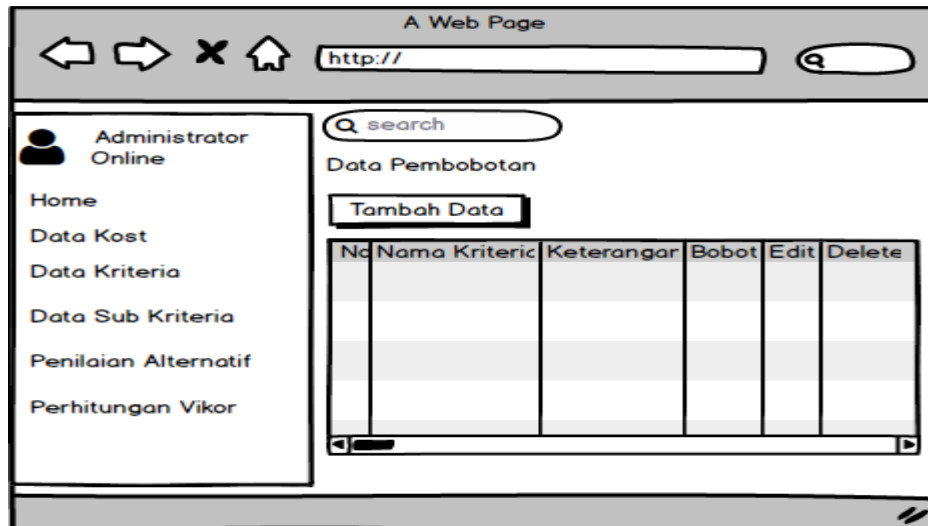 A Web Page
http://
Administrator
Online
Home
Data Kost
Data Kriteria
Data Sub Kriteria
Penilaian Alternatif
Perhitungan Vikor
search
Data Pembobotan
Tambah Data
No Nama Kriteria Keterangan Bobot Edit Delete